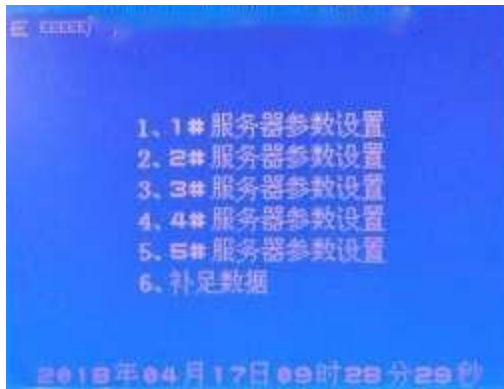 1、1#服务器参数设置
2、2#服务器参数设置
3、3#服务器参数设置
4、4#服务器参数设置
5、5#服务器参数设置
6、补足数据
2018年04月17日09时28分29秒